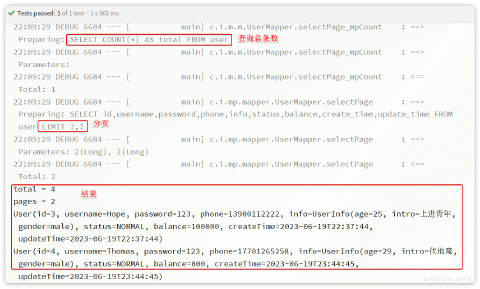 Tests passed: 1 of 1 test – 1 s 362 ms
22:09:29 DEBUG 6684 --- [ main] c.i.m.m.UserMapper.selectPage_mpCount : ==>
Preparing: SELECT COUNT(*) AS total FROM user 查询总条数
22:09:29 DEBUG 6684 --- [ main] c.i.m.m.UserMapper.selectPage_mpCount : ==>
Parameters:
22:09:29 DEBUG 6684 --- [ main] c.i.m.m.UserMapper.selectPage_mpCount : <==
Total: 1
22:09:29 DEBUG 6684 --- [ main] c.i.mp.mapper.UserMapper.selectPage : ==>
Preparing: SELECT id,username,password,phone,info,status,balance,create_time,update_time FROM
user LIMIT ?,? 分页
22:09:29 DEBUG 6684 --- [ main] c.i.mp.mapper.UserMapper.selectPage : ==>
Parameters: 2(Long), 2(Long)
22:09:29 DEBUG 6684 --- [ main] c.i.mp.mapper.UserMapper.selectPage : <==
Total: 2
total = 4 结果
pages = 2
User(id=3, username=Hope, password=123, phone=13900112222, info=UserInfo(age=25, intro=上进青年,
gender=male), status=NORMAL, balance=100000, createTime=2023-06-19T22:37:44,
updateTime=2023-06-19T22:37:44)
User(id=4, username=Thomas, password=123, phone=17701265258, info=UserInfo(age=29, intro=伏地魔,
gender=male), status=NORMAL, balance=800, createTime=2023-06-19T23:44:45,
updateTime=2023-06-19T23:44:45)